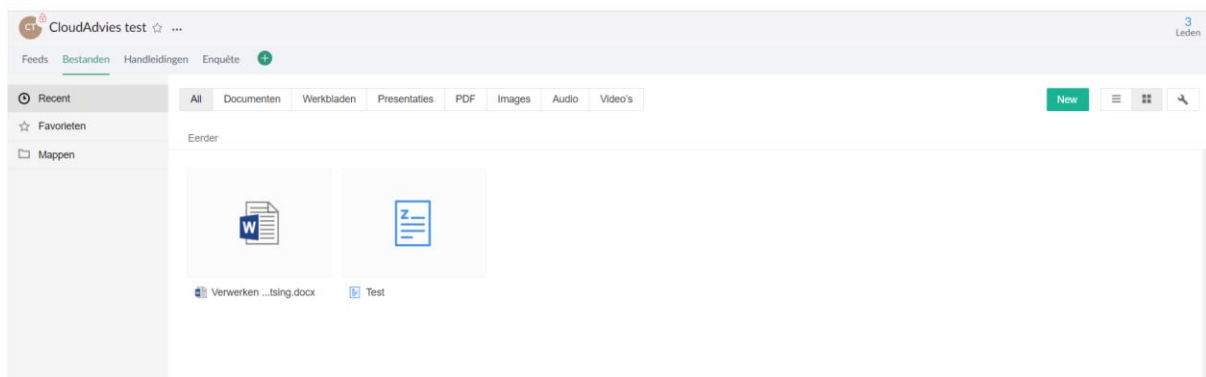 CT CloudAdvies test ...
3
Leden
Feeds Bestanden Handleidingen Enquête
Recent
All Documenten Werkbladen Presentaties PDF Images Audio Video's
New
Favorieten
Eerder
Mappen
W
Z
Verwerken ...tsing.docx
Test